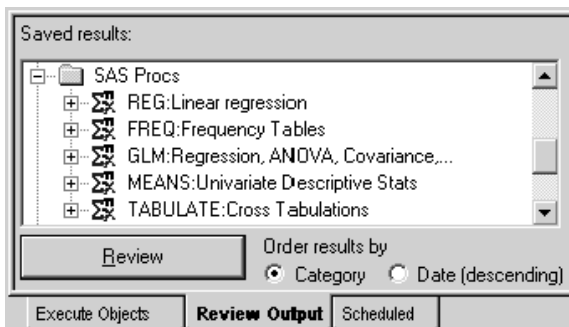 Saved results:
SAS Procs
REG:Linear regression
FREQ:Frequency Tables
GLM:Regression, ANOVA, Covariance,...
MEANS:Univariate Descriptive Stats
TABULATE:Cross Tabulations
Review
Order results by
Category Date (descending)
Execute Objects Review Output Scheduled